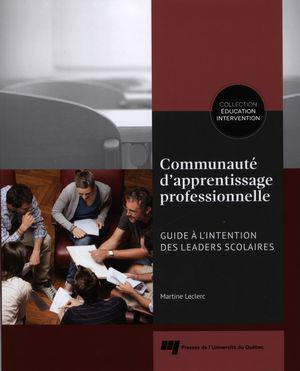 COLLECTION
ÉDUCATION
INTERVENTION
Communauté
d'apprentissage
professionnelle
GUIDE À L'INTENTION
DES LEADERS SCOLAIRES
Martine Leclerc
Presses de l'Université du Québec